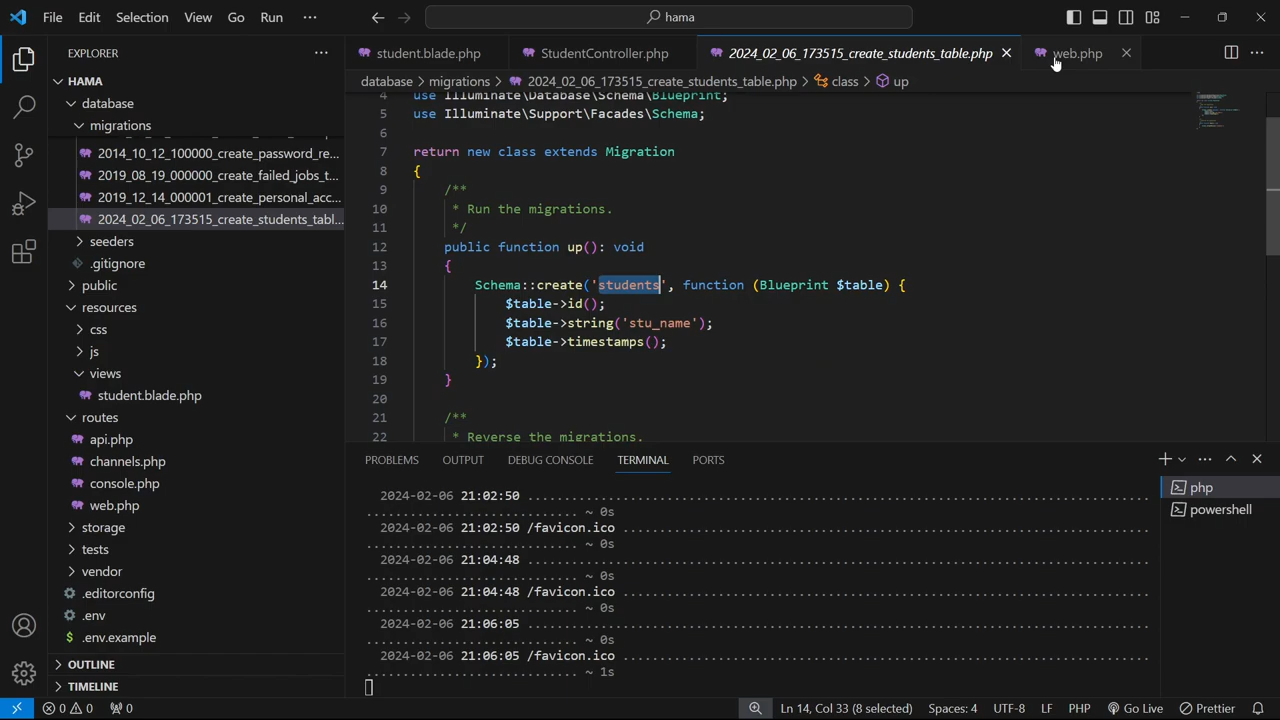 File Edit Selection View Go Run ··· hama
EXPLORER ···
HAMA
database
migrations
2014_10_12_100000_create_password_re...
2019_08_19_000000_create_failed_jobs_t...
2019_12_14_000001_create_personal_acc...
2024_02_06_173515_create_students_tabl...
seeders
.gitignore
public
resources
css
js
views
student.blade.php
routes
api.php
channels.php
console.php
web.php
storage
tests
vendor
.editorconfig
.env
$ .env.example
OUTLINE
TIMELINE
student.blade.php StudentController.php 2024_02_06_173515_create_students_table.php web.php
database > migrations > 2024_02_06_173515_create_students_table.php > class > up
4 use Illuminate\Database\Schema\Blueprint;
5 use Illuminate\Support\Facades\Schema;
6
7 return new class extends Migration
8 {
9 /**
10 * Run the migrations.
11 */
12 public function up(): void
13 {
14 Schema::create('students', function (Blueprint $table) {
15 $table->id();
16 $table->string('stu_name');
17 $table->timestamps();
18 });
19 }
20
21 /**
22 * Reverse the migrations.
PROBLEMS OUTPUT DEBUG CONSOLE TERMINAL PORTS
2024-02-06 21:02:50 ................................................................................
............................ ~ 0s
2024-02-06 21:02:50 /favicon.ico ....................................................................
............................ ~ 0s
2024-02-06 21:04:48 ................................................................................
............................ ~ 0s
2024-02-06 21:04:48 /favicon.ico ....................................................................
............................ ~ 0s
2024-02-06 21:06:05 ................................................................................
............................ ~ 0s
2024-02-06 21:06:05 /favicon.ico ....................................................................
............................ ~ 1s
php
powershell
0 0 0 Ln 14, Col 33 (8 selected) Spaces: 4 UTF-8 LF PHP Go Live Prettier